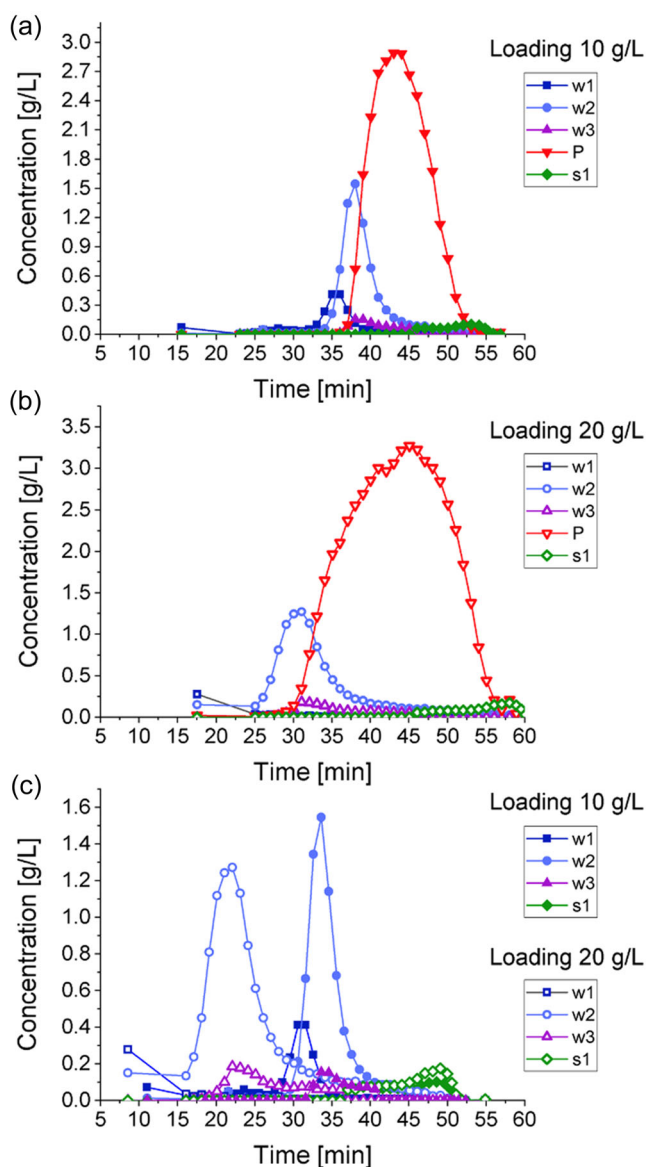 (a)
Concentration [g/L]
3.0
2.7
2.4
2.1
1.8
1.5
1.2
0.9
0.6
0.3
0.0
5 10 15 20 25 30 35 40 45 50 55 60
Time [min]
Loading 10 g/L
w1
w2
w3
P
s1
(b)
Concentration [g/L]
3.5
3.0
2.5
2.0
1.5
1.0
0.5
0.0
5 10 15 20 25 30 35 40 45 50 55 60
Time [min]
Loading 20 g/L
w1
w2
w3
P
s1
(c)
Concentration [g/L]
1.6
1.4
1.2
1.0
0.8
0.6
0.4
0.2
0.0
5 10 15 20 25 30 35 40 45 50 55 60
Time [min]
Loading 10 g/L
w1
w2
w3
s1
Loading 20 g/L
w1
w2
w3
s1